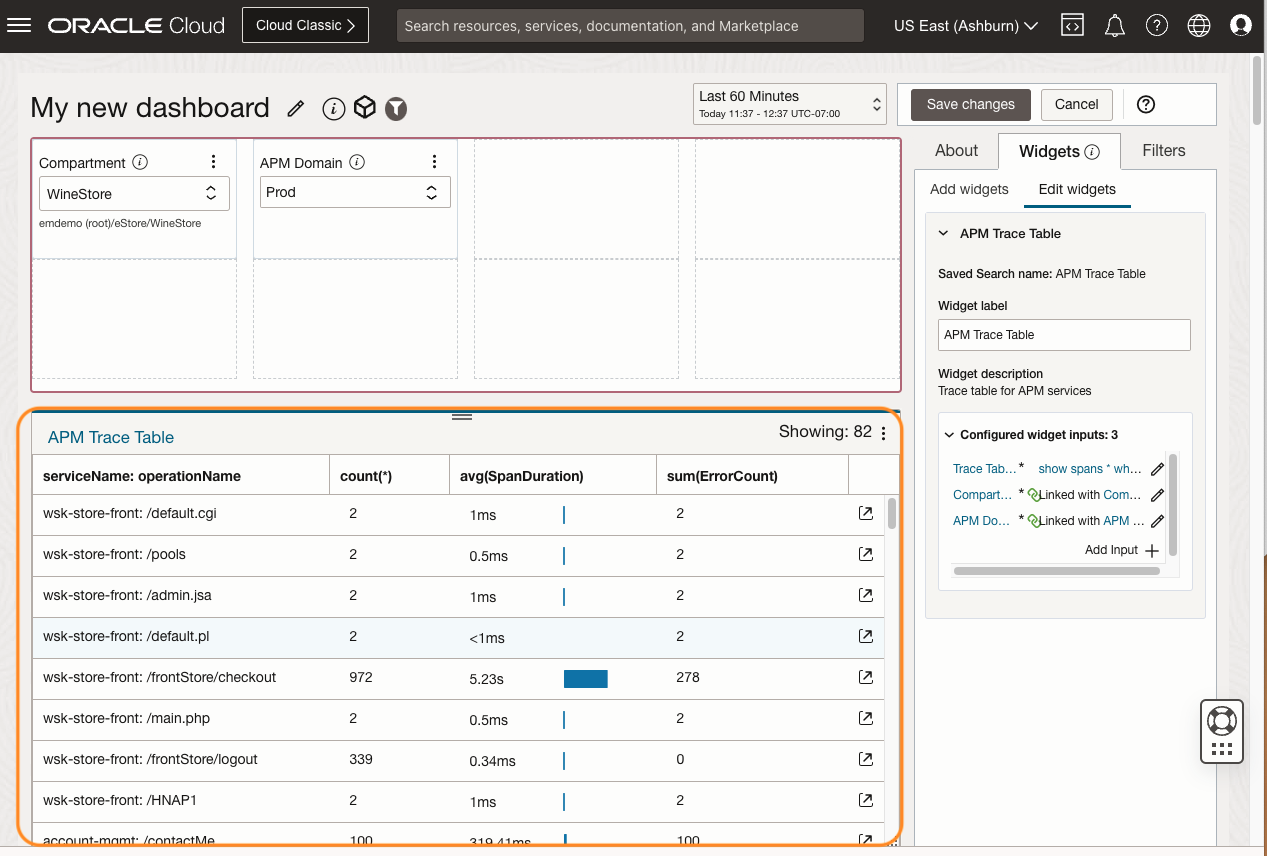 ORACLE Cloud
Cloud Classic
Search resources, services, documentation, and Marketplace
US East (Ashburn)
My new dashboard
Last 60 Minutes
Today 11:37 - 12:37 UTC-07:00
Save changes
Cancel
Compartment
WineStore
emdemo (root)/eStore/WineStore
APM Domain
Prod
About
Widgets
Filters
Add widgets
Edit widgets
APM Trace Table
Saved Search name: APM Trace Table
Widget label
APM Trace Table
Widget description
Trace table for APM services
Configured widget inputs: 3
Trace Tab... * show spans * wh...
Compart... * Linked with Com...
APM Do... * Linked with APM ...
Add Input
APM Trace Table
Showing: 82
serviceName: operationName count(*) avg(SpanDuration) sum(ErrorCount)
wsk-store-front: /default.cgi 2 1ms 2
wsk-store-front: /pools 2 0.5ms 2
wsk-store-front: /admin.jsa 2 1ms 2
wsk-store-front: /default.pl 2 <1ms 2
wsk-store-front: /frontStore/checkout 972 5.23s 278
wsk-store-front: /main.php 2 0.5ms 2
wsk-store-front: /frontStore/logout 339 0.34ms 0
wsk-store-front: /HNAP1 2 1ms 2
account-mgmt: /contactMe 100 319.41ms 100